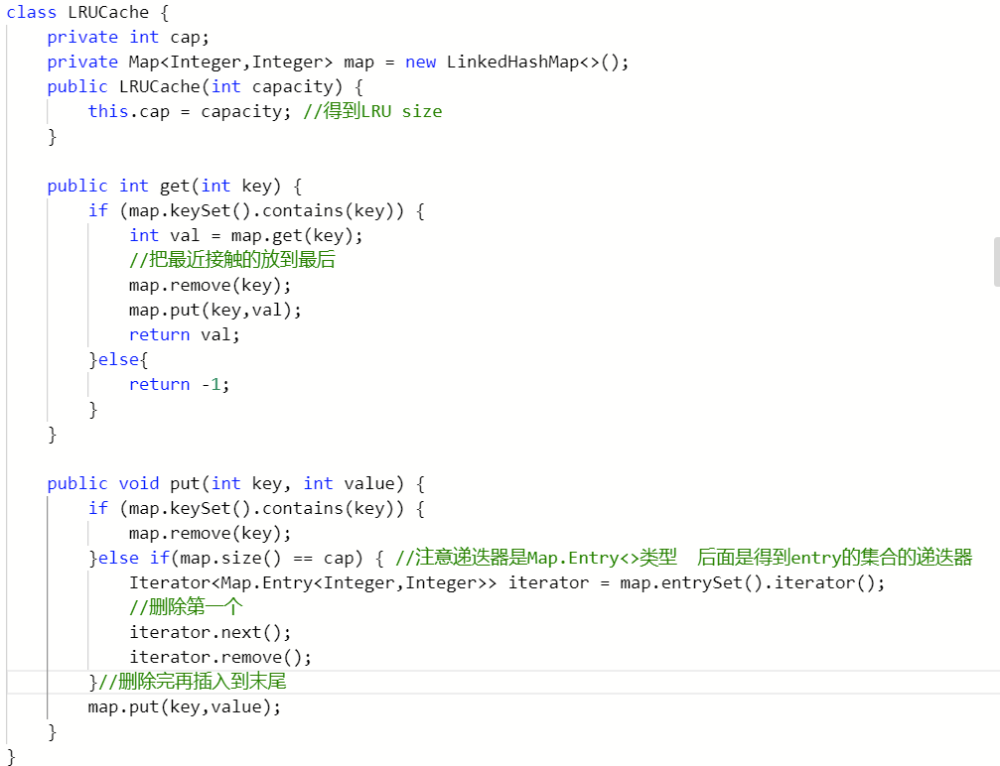 class LRUCache {
    private int cap;
    private Map<Integer,Integer> map = new LinkedHashMap<>();
    public LRUCache(int capacity) {
        this.cap = capacity; //得到LRU size
    }

    public int get(int key) {
        if (map.keySet().contains(key)) {
            int val = map.get(key);
            //把最近接触的放到最后
            map.remove(key);
            map.put(key,val);
            return val;
        }else{
            return -1;
        }
    }

    public void put(int key, int value) {
        if (map.keySet().contains(key)) {
            map.remove(key);
        }else if(map.size() == cap) { //注意递迭器是Map.Entry<>类型  后面是得到entry的集合的递迭器
            Iterator<Map.Entry<Integer,Integer>> iterator = map.entrySet().iterator();
            //删除第一个
            iterator.next();
            iterator.remove();
        }//删除完再插入到末尾
        map.put(key,value);
    }
}